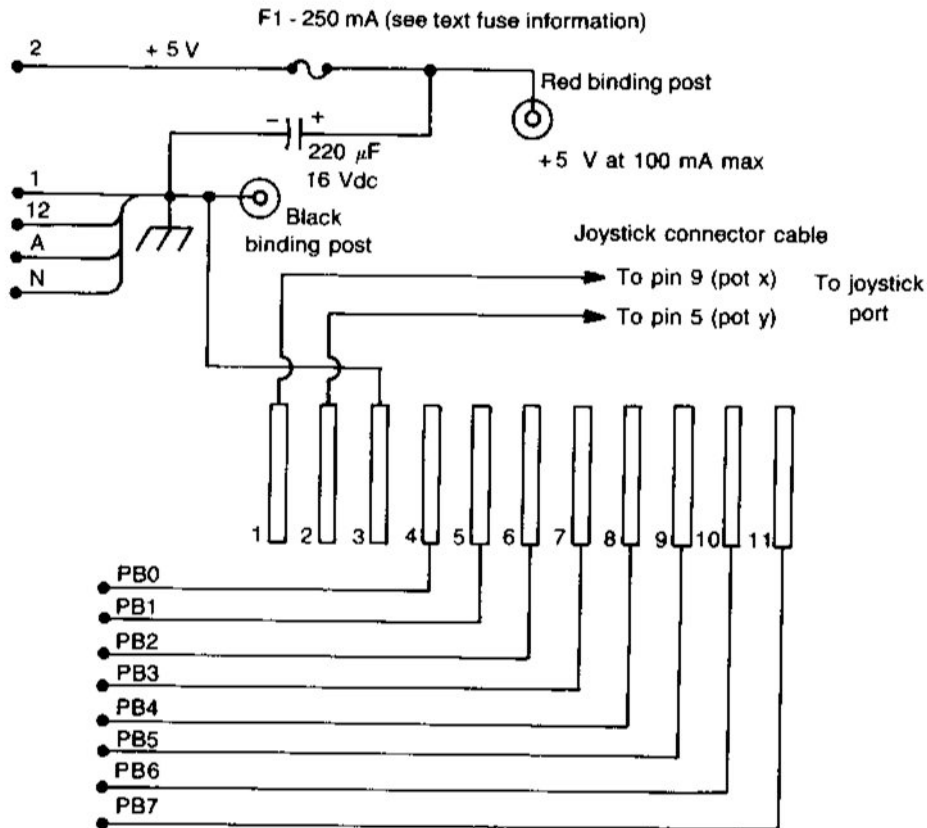 F1 - 250 mA (see text fuse information)
2
+ 5 V
Red binding post
- +
220 µF
16 Vdc
+5 V at 100 mA max
1
12
A
N
Black
binding post
Joystick connector cable
To pin 9 (pot x)
To pin 5 (pot y)
To joystick
port
1 2 3 4 5 6 7 8 9 10 11
PB0
PB1
PB2
PB3
PB4
PB5
PB6
PB7